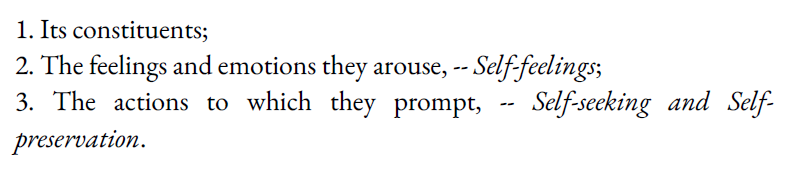 1. Its constituents;
2. The feelings and emotions they arouse, -- Self-feelings;
3. The actions to which they prompt, -- Self-seeking and Self-
preservation.